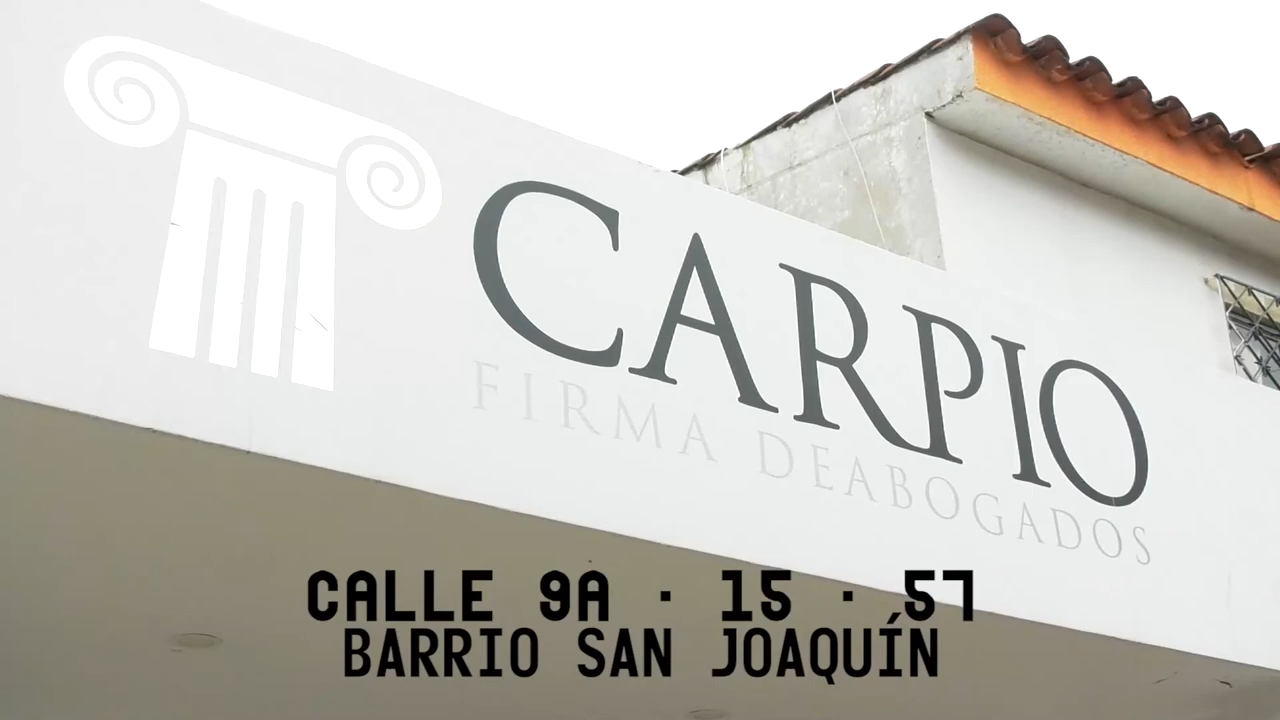 CARPIO
FIRMA DEABOGADOS
CALLE 9A · 15 · 57
BARRIO SAN JOAQUÍN